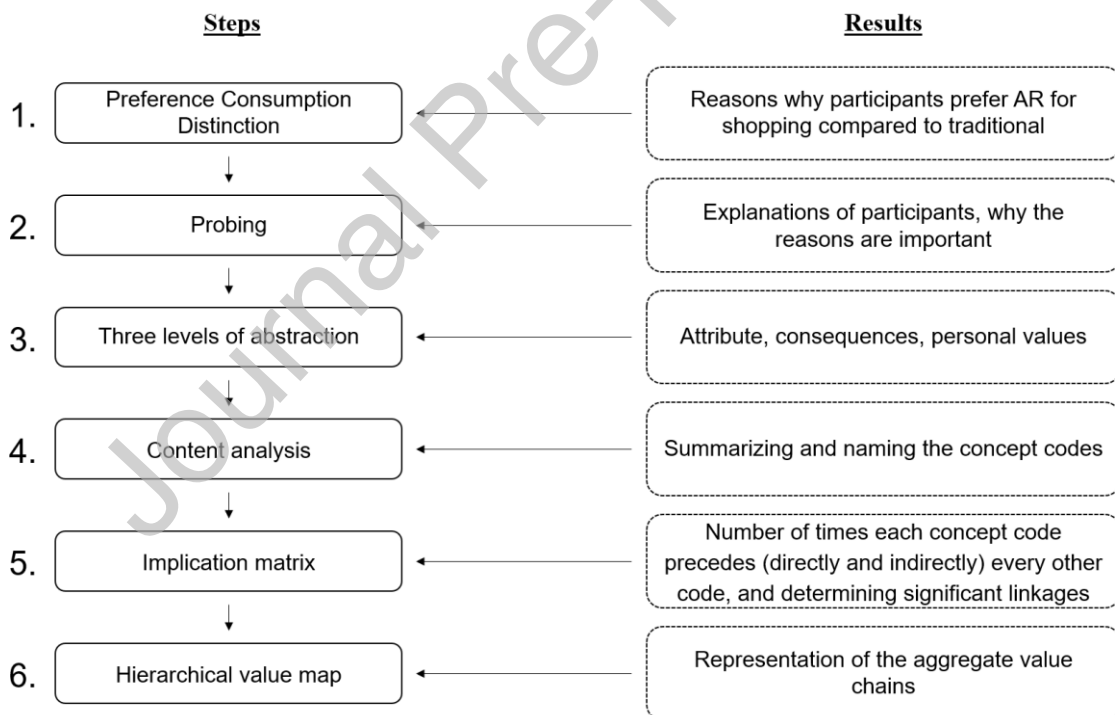 Steps
Results
1.
Preference Consumption
Distinction
Reasons why participants prefer AR for
shopping compared to traditional
2.
Probing
Explanations of participants, why the
reasons are important
3.
Three levels of abstraction
Attribute, consequences, personal values
4.
Content analysis
Summarizing and naming the concept codes
5.
Implication matrix
Number of times each concept code
precedes (directly and indirectly) every other
code, and determining significant linkages
6.
Hierarchical value map
Representation of the aggregate value
chains
Journal Pre-